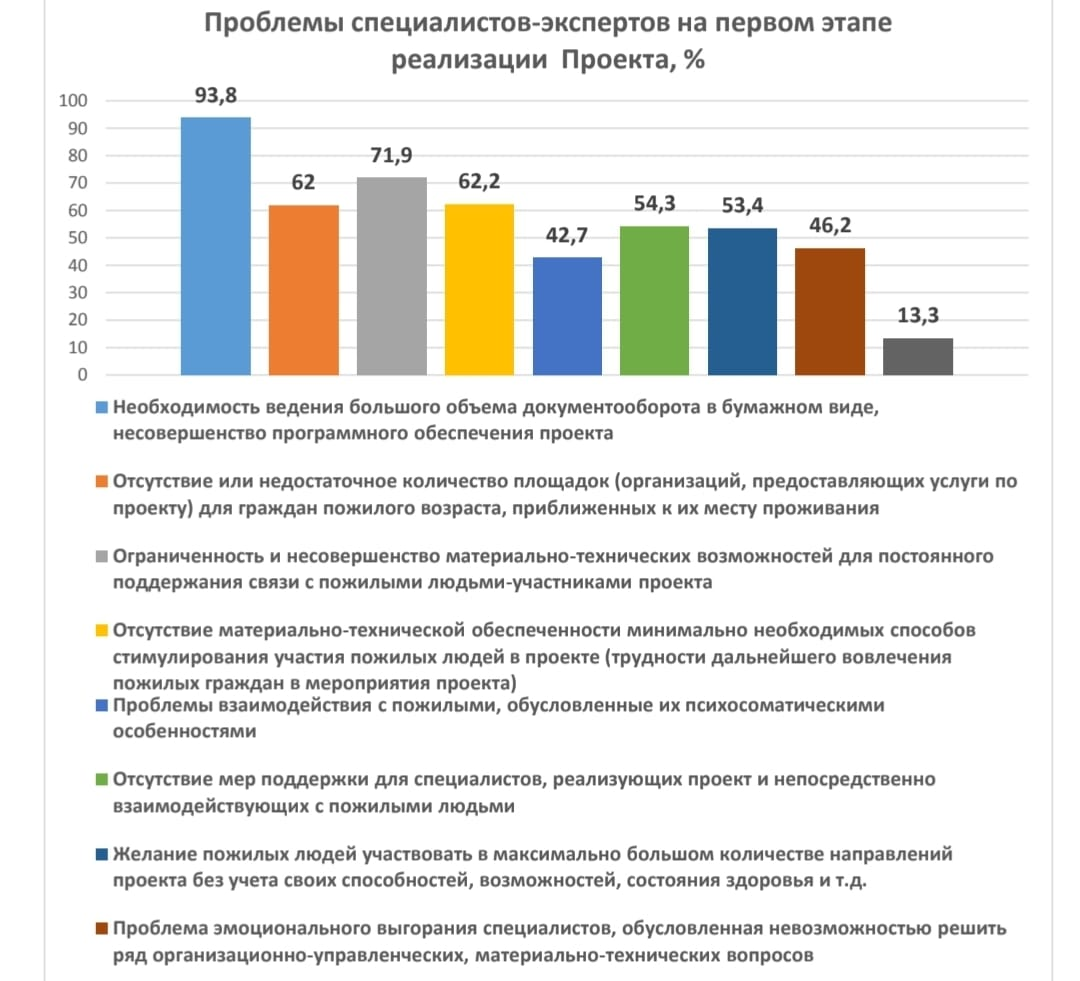 Проблемы специалистов-экспертов на первом этапе
реализации Проекта, %
100
90
80
70
60
50
40
30
20
10
0
93,8
62
71,9
62,2
42,7
54,3
53,4
46,2
13,3
Необходимость ведения большого объема документооборота в бумажном виде,
несовершенство программного обеспечения проекта
Отсутствие или недостаточное количество площадок (организаций, предоставляющих услуги по
проекту) для граждан пожилого возраста, приближенных к их месту проживания
Ограниченность и несовершенство материально-технических возможностей для постоянного
поддержания связи с пожилыми людьми-участниками проекта
Отсутствие материально-технической обеспеченности минимально необходимых способов
стимулирования участия пожилых людей в проекте (трудности дальнейшего вовлечения
пожилых граждан в мероприятия проекта)
Проблемы взаимодействия с пожилыми, обусловленные их психосоматическими
особенностями
Отсутствие мер поддержки для специалистов, реализующих проект и непосредственно
взаимодействующих с пожилыми людьми
Желание пожилых людей участвовать в максимально большом количестве направлений
проекта без учета своих способностей, возможностей, состояния здоровья и т.д.
Проблема эмоционального выгорания специалистов, обусловленная невозможностью решить
ряд организационно-управленческих, материально-технических вопросов